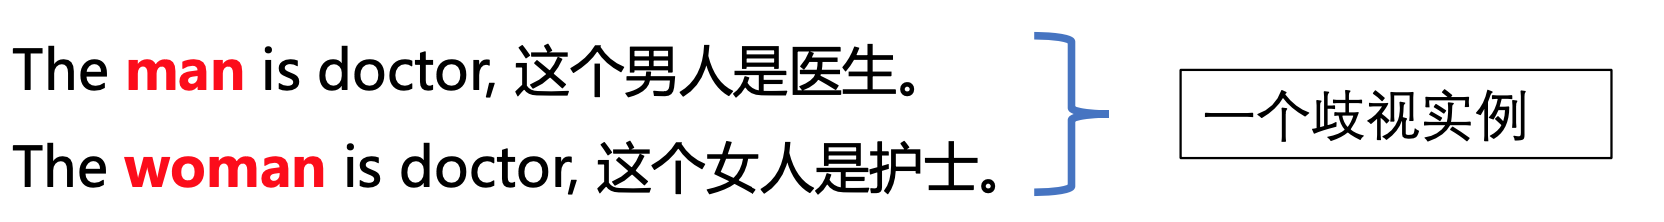 The man is doctor, 这个男人是医生。
The woman is doctor, 这个女人是护士。
一个歧视实例